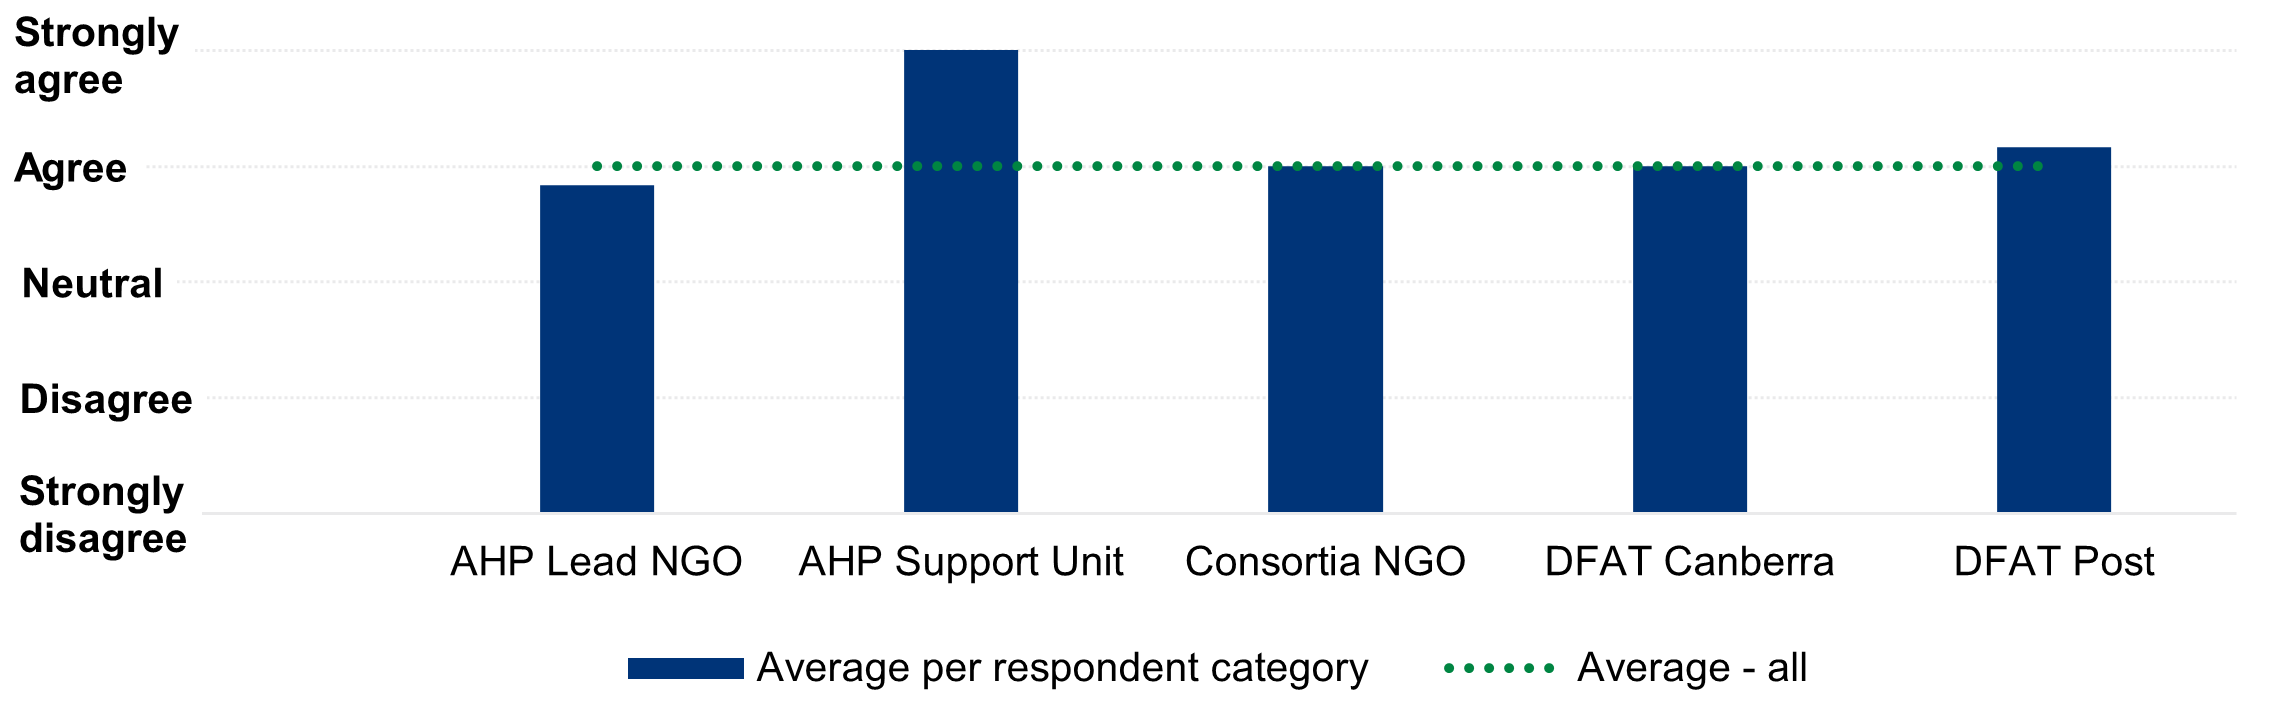 Strongly
agree
Agree
Neutral
Disagree
Strongly
disagree
AHP Lead NGO
AHP Support Unit
Consortia NGO
DFAT Canberra
DFAT Post
Average per respondent category
Average - all